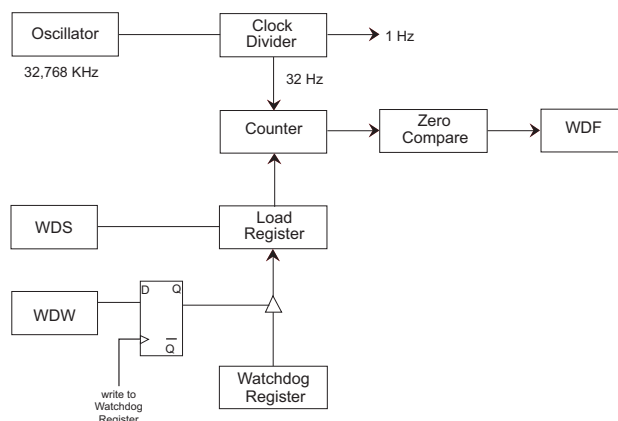 Oscillator
Clock
Divider
1 Hz
32,768 KHz
32 Hz
Counter
Zero
Compare
WDF
WDS
Load
Register
D Q
WDW
Q
write to
Watchdog
Register
Watchdog
Register